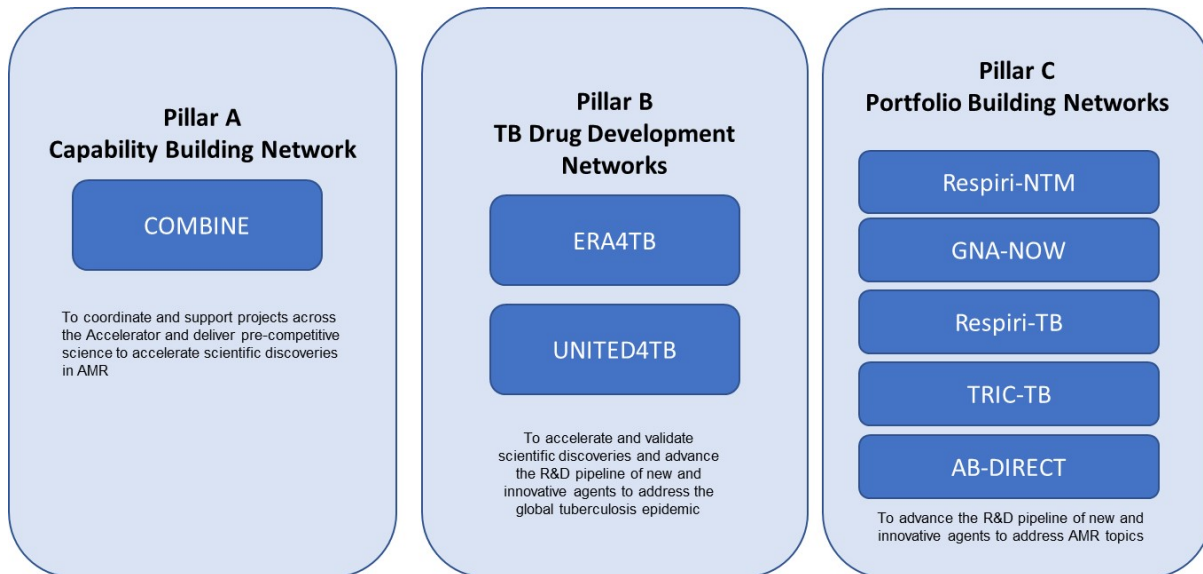 Pillar A
Capability Building Network
COMBINE
To coordinate and support projects across
the Accelerator and deliver pre-competitive
science to accelerate scientific discoveries
in AMR
Pillar B
TB Drug Development
Networks
ERA4TB
UNITED4TB
To accelerate and validate
scientific discoveries and advance
the R&D pipeline of new and
innovative agents to address the
global tuberculosis epidemic
Pillar C
Portfolio Building Networks
Respiri-NTM
GNA-NOW
Respiri-TB
TRIC-TB
AB-DIRECT
To advance the R&D pipeline of new and
innovative agents to address AMR topics